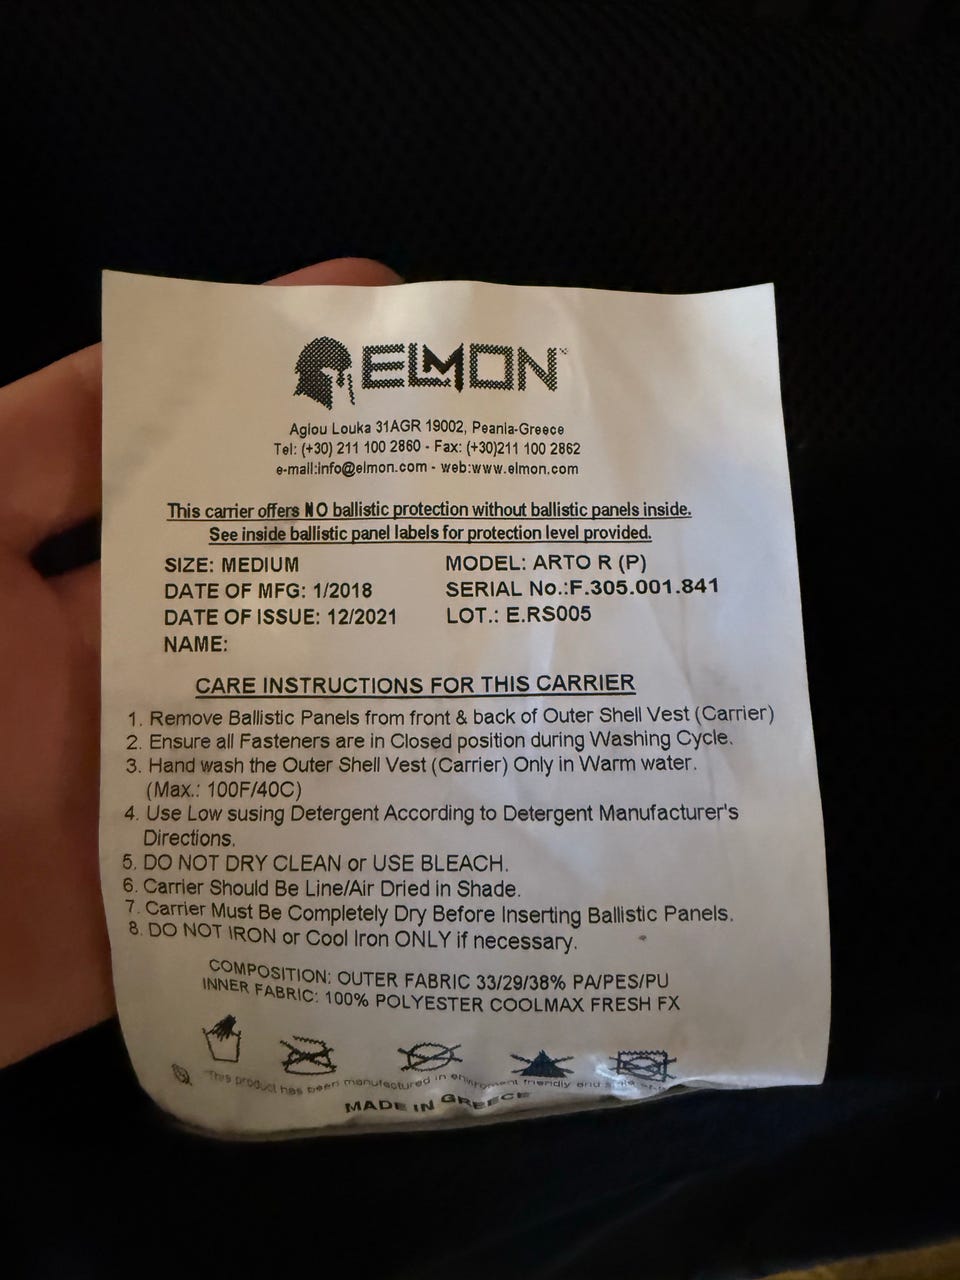 ELMON™
Agiou Louka 31AGR 19002, Peania-Greece
Tel: (+30) 211 100 2860 - Fax: (+30)211 100 2862
e-mail:info@elmon.com - web:www.elmon.com
This carrier offers NO ballistic protection without ballistic panels inside.
See inside ballistic panel labels for protection level provided.
SIZE: MEDIUM MODEL: ARTO R (P)
DATE OF MFG: 1/2018 SERIAL No.:F.305.001.841
DATE OF ISSUE: 12/2021 LOT.: E.RS005
NAME:
CARE INSTRUCTIONS FOR THIS CARRIER
1. Remove Ballistic Panels from front & back of Outer Shell Vest (Carrier)
2. Ensure all Fasteners are in Closed position during Washing Cycle.
3. Hand wash the Outer Shell Vest (Carrier) Only in Warm water.
(Max.: 100F/40C)
4. Use Low susing Detergent According to Detergent Manufacturer's
Directions.
5. DO NOT DRY CLEAN or USE BLEACH.
6. Carrier Should Be Line/Air Dried in Shade.
7. Carrier Must Be Completely Dry Before Inserting Ballistic Panels.
8. DO NOT IRON or Cool Iron ONLY if necessary.
COMPOSITION: OUTER FABRIC 33/29/38% PA/PES/PU
INNER FABRIC: 100% POLYESTER COOLMAX FRESH FX
"This product has been manufactured in environment friendly and
MADE IN GREECE